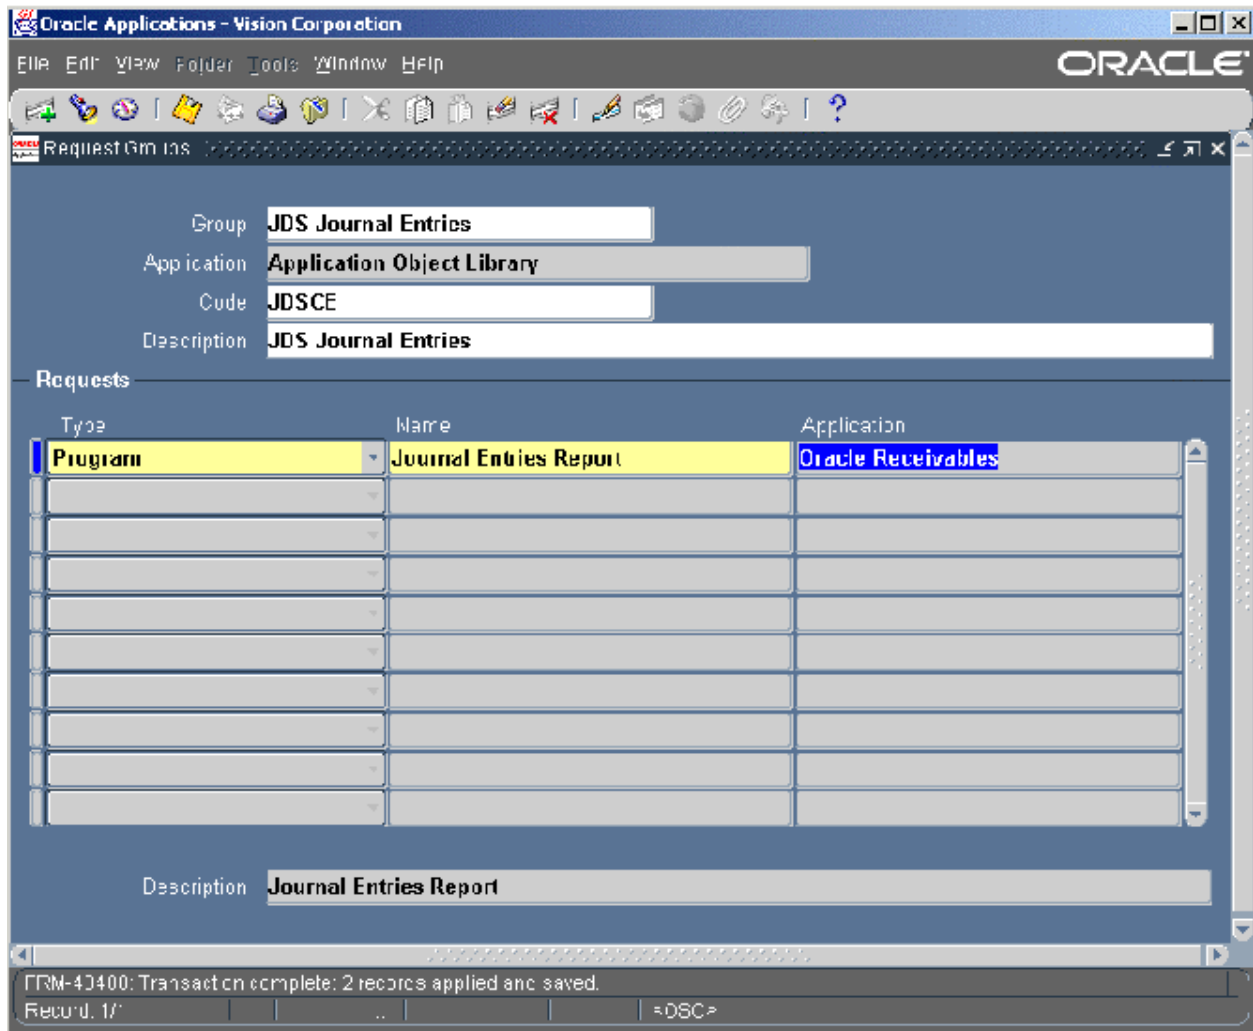 Oracle Applications - Vision Corporation
File Edit View Folder Tools Window Help
ORACLE
Request Groups
Group JDS Journal Entries
Application Application Object Library
Code JDSCE
Description JDS Journal Entries
Requests
Type Name Application
Program Journal Entries Report Oracle Receivables
Description Journal Entries Report
FRM-40400: Transaction complete: 2 records applied and saved.
Record: 1/1 ... <OSC>